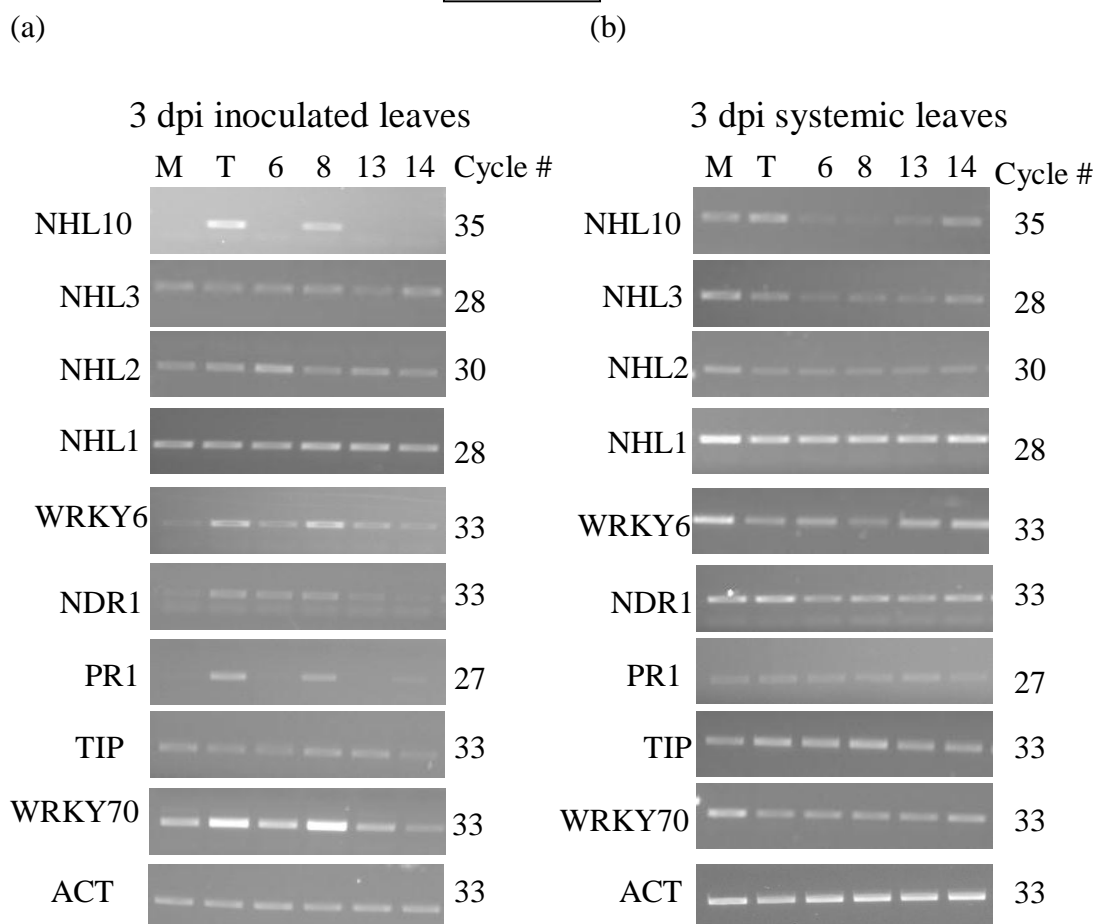 (a)
3 dpi inoculated leaves
M T 6 8 13 14 Cycle #
NHL10 35
NHL3 28
NHL2 30
NHL1 28
WRKY6 33
NDR1 33
PR1 27
TIP 33
WRKY70 33
ACT 33
(b)
3 dpi systemic leaves
M T 6 8 13 14 Cycle #
NHL10 35
NHL3 28
NHL2 30
NHL1 28
WRKY6 33
NDR1 33
PR1 27
TIP 33
WRKY70 33
ACT 33